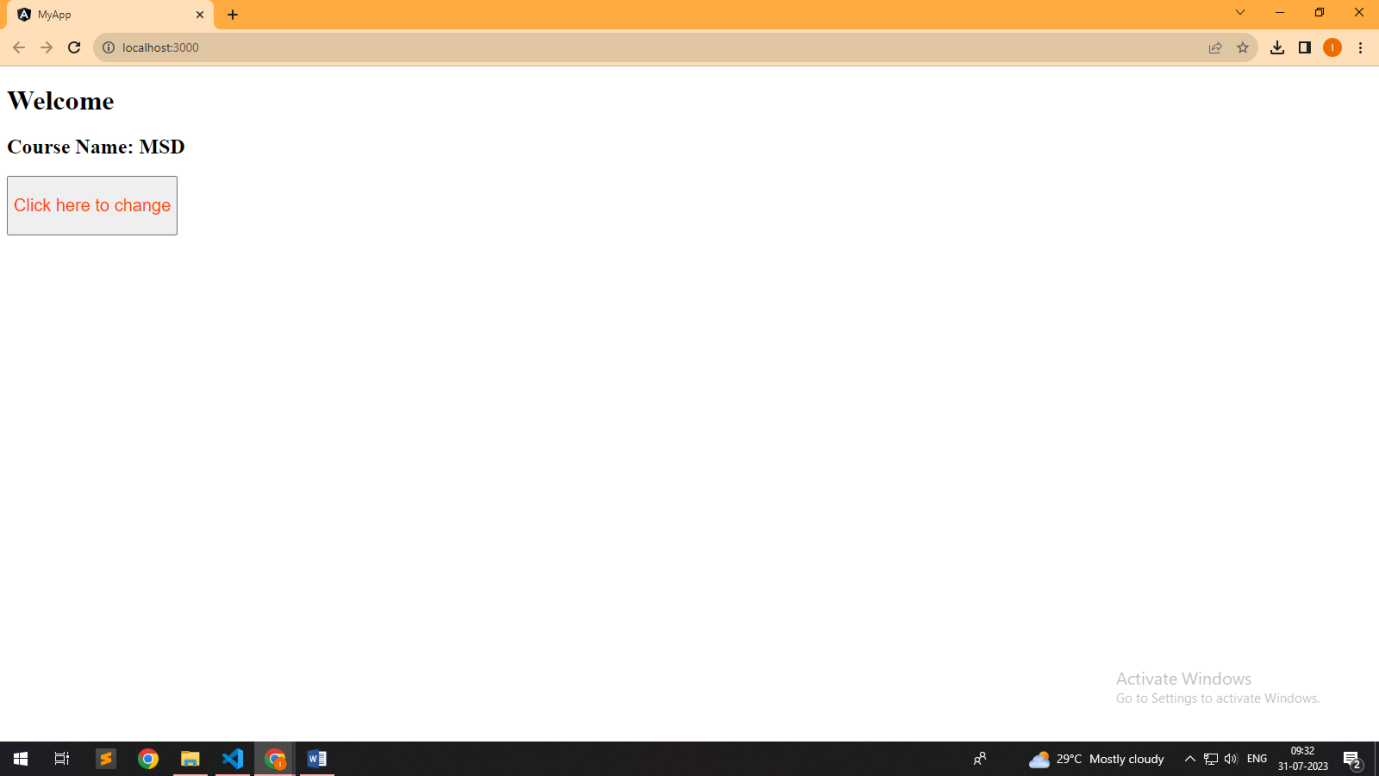 MyApp
localhost:3000
I
Welcome
Course Name: MSD
Click here to change
Activate Windows
Go to Settings to activate Windows.
29°C Mostly cloudy
ENG
09:32
31-07-2023
2